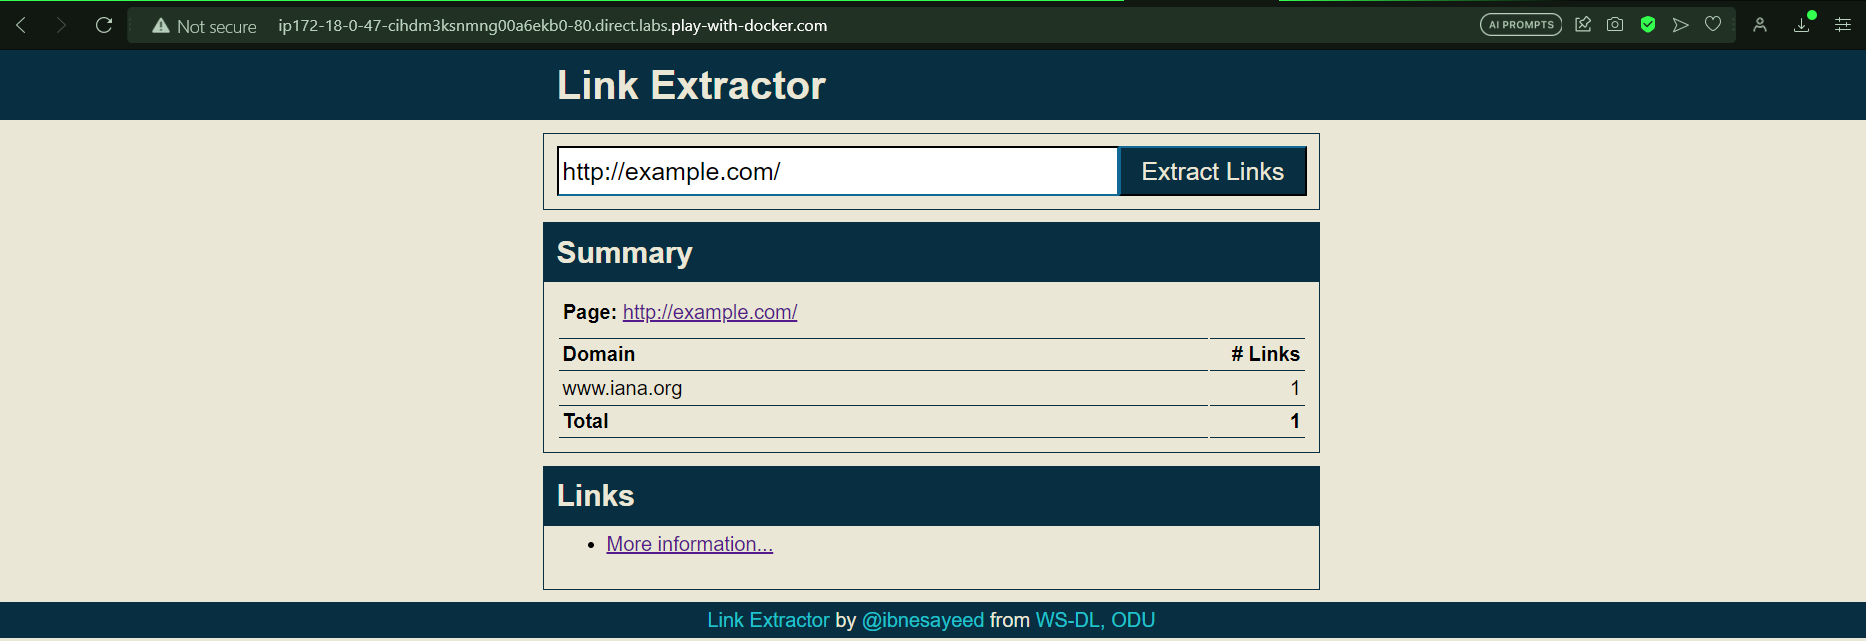 Not secure ip172-18-0-47-cihdm3ksnmng00a6ekb0-80.direct.labs.play-with-docker.com AI PROMPTS
Link Extractor
http://example.com/ Extract Links
Summary
Page: http://example.com/
Domain # Links
www.iana.org 1
Total 1
Links
More information...
Link Extractor by @ibnesayeed from WS-DL, ODU